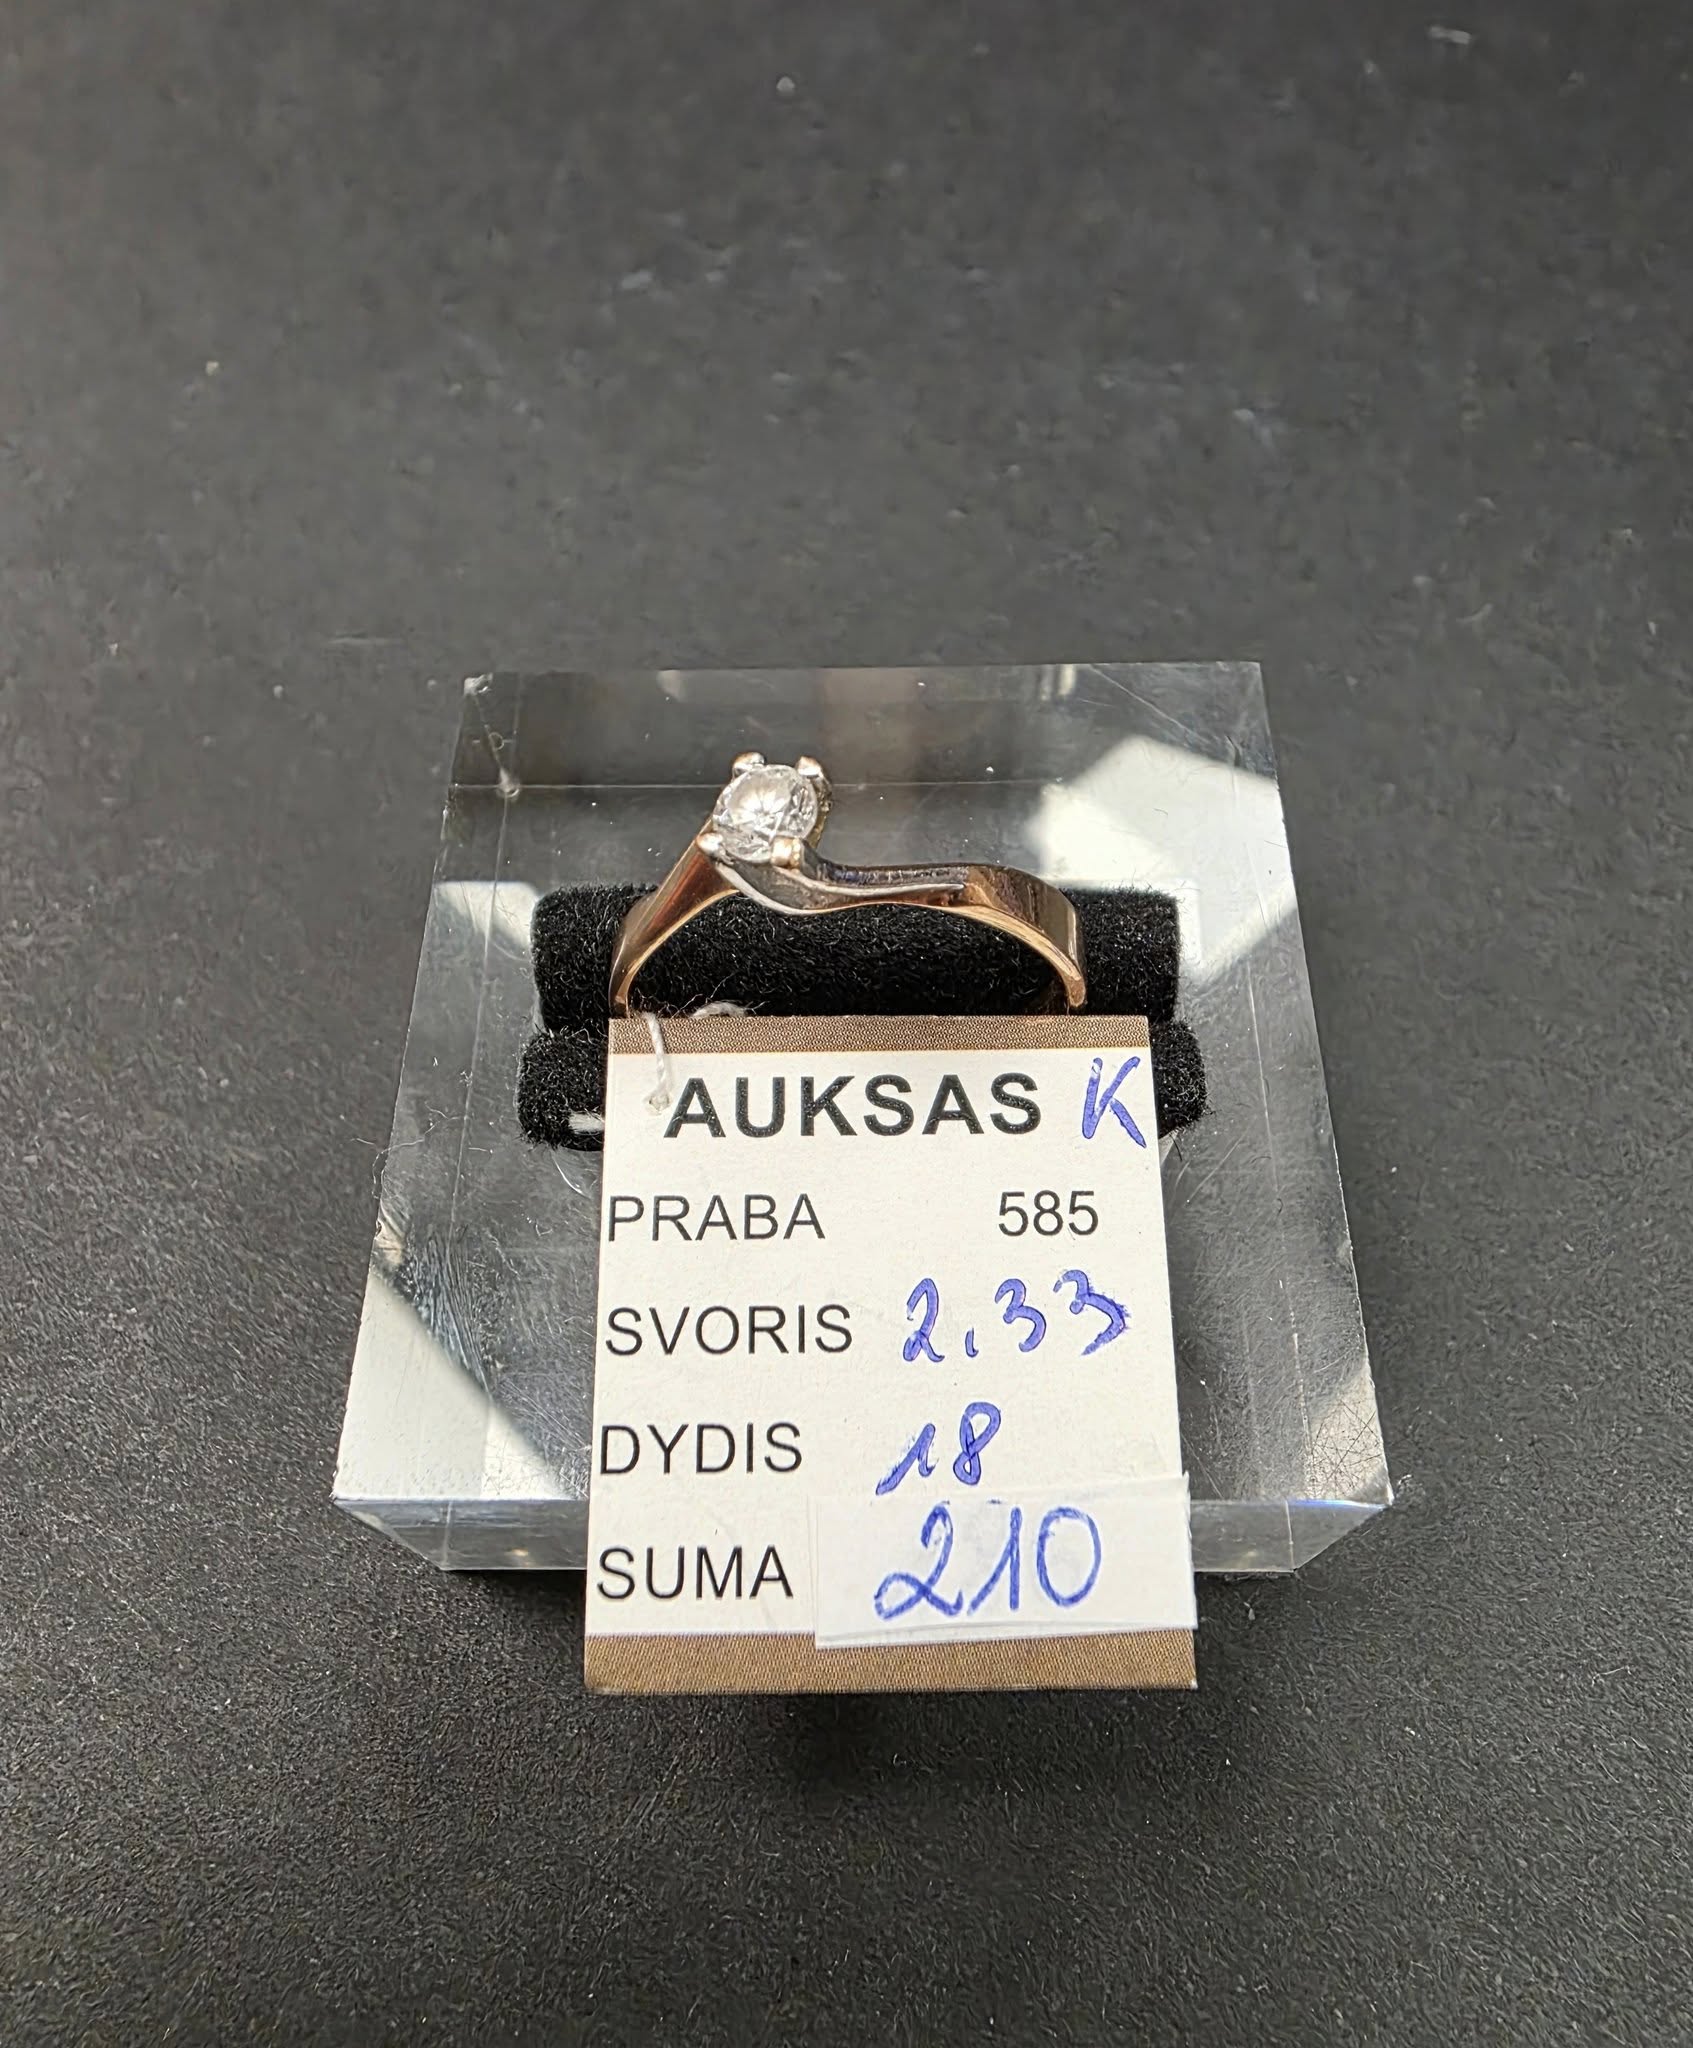 AUKSAS K
PRABA 585
SVORIS 2.33
DYDIS 18
SUMA 210